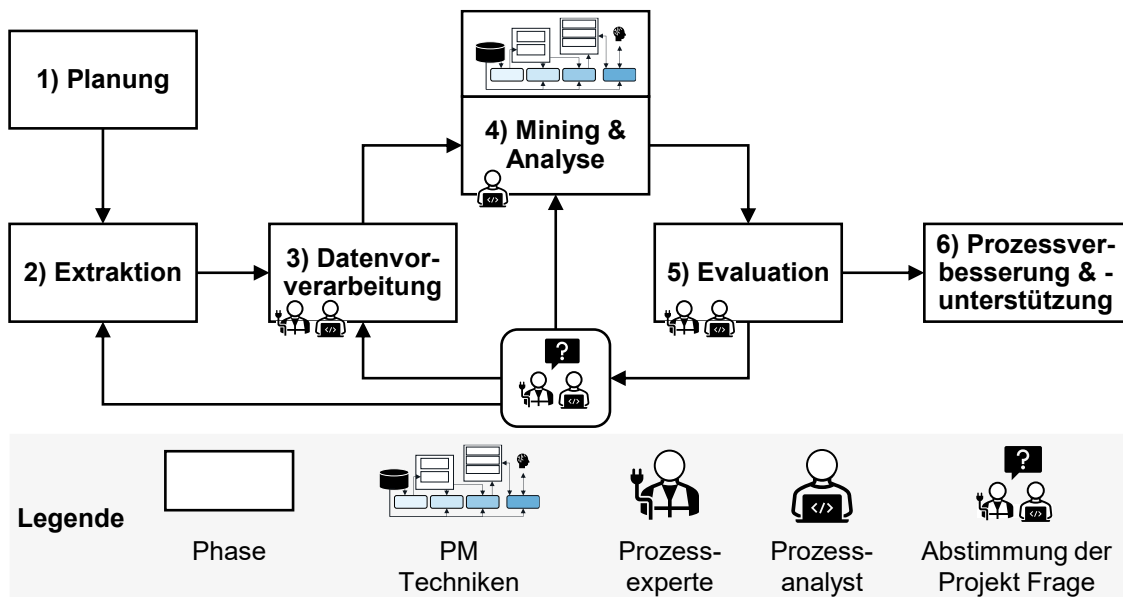 1) Planung
4) Mining &
Analyse
2) Extraktion
3) Datenvor-
verarbeitung
5) Evaluation
6) Prozessver-
besserung & -
unterstützung
?
</>
</>
</>
</>
Legende
Phase
PM
Techniken
Prozess-
experte
</>
Prozess-
analyst
?
</>
Abstimmung der
Projekt Frage